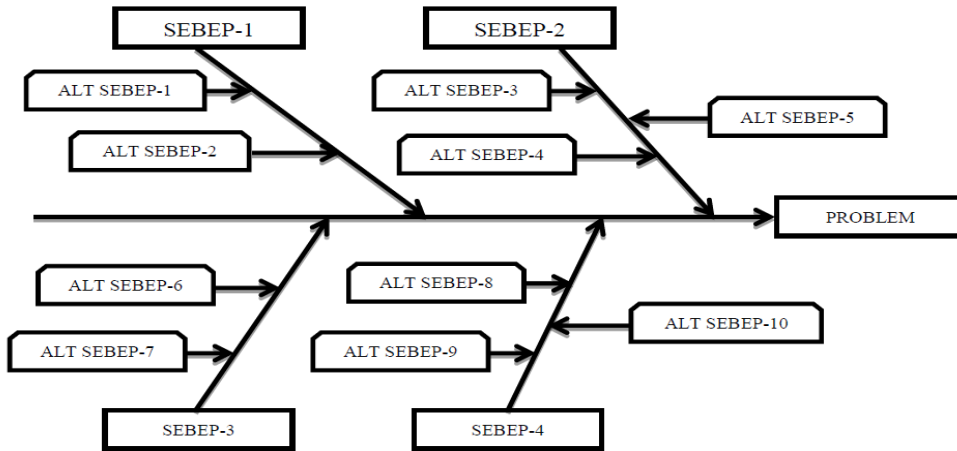 SEBEP-1
SEBEP-2
ALT SEBEP-1
ALT SEBEP-3
ALT SEBEP-5
ALT SEBEP-2
ALT SEBEP-4
PROBLEM
ALT SEBEP-6
ALT SEBEP-8
ALT SEBEP-10
ALT SEBEP-7
ALT SEBEP-9
SEBEP-3
SEBEP-4